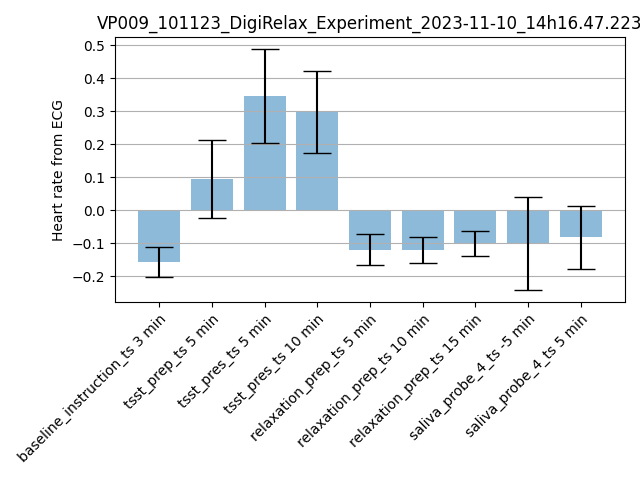 VP009_101123_DigiRelax_Experiment_2023-11-10_14h16.47.223
Heart rate from ECG
0.5
0.4
0.3
0.2
0.1
0.0
−0.1
−0.2
baseline_instruction_ts 3 min
tsst_prep_ts 5 min
tsst_pres_ts 5 min
tsst_pres_ts 10 min
relaxation_prep_ts 5 min
relaxation_prep_ts 10 min
relaxation_prep_ts 15 min
saliva_probe_4_ts -5 min
saliva_probe_4_ts 5 min